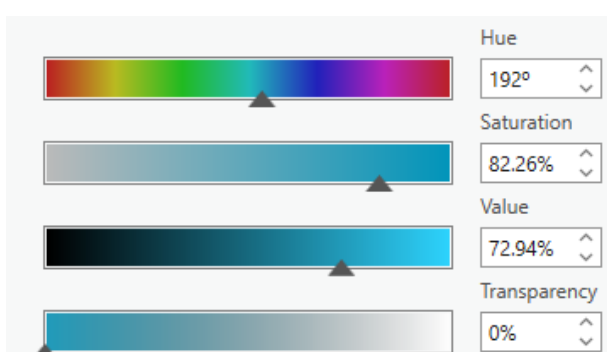 Hue
192º
Saturation
82.26%
Value
72.94%
Transparency
0%